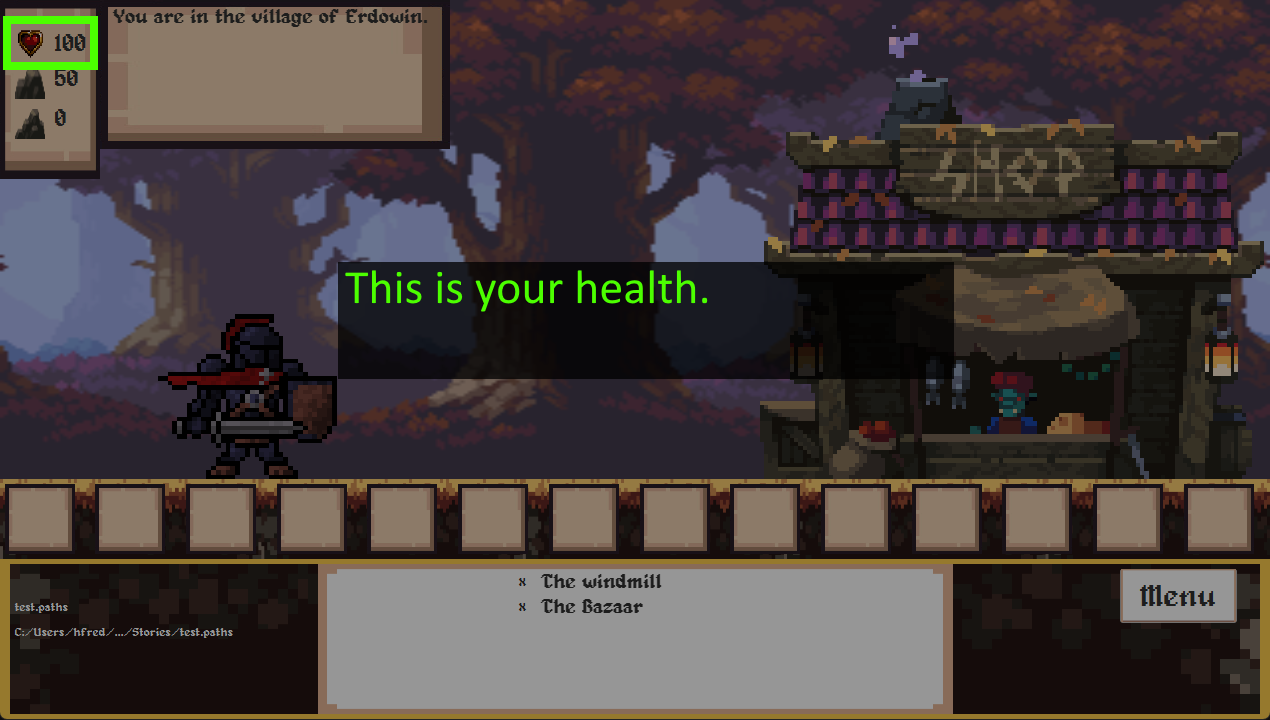 100
50
0
You are in the village of Erdowin.
SHOP
This is your health.
x The windmill
x The Bazaar
test.paths
C:/Users/hfred/.../Stories/test.paths
Menu